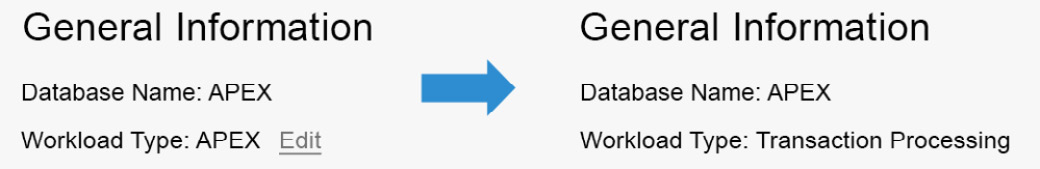 General Information
Database Name: APEX
Workload Type: APEX Edit
General Information
Database Name: APEX
Workload Type: Transaction Processing